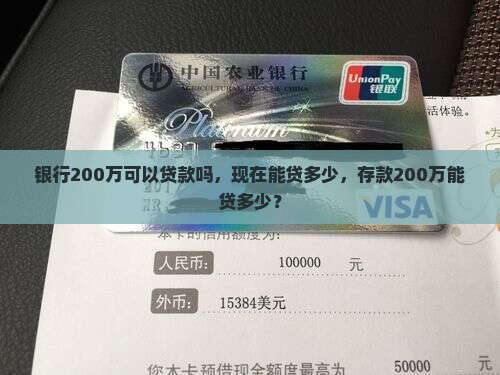 中国农业银行
AGRICULTURAL BANK OF CHINA
UnionPay
银联
Platinum
活体验。
银行200万可以贷款吗，现在能贷多少，存款200万能
贷多少？
VISA
本卡的信用额度为：
人民币： 100000 元
外币： 15384美元
您本卡预借现金额度最高为 50000 元